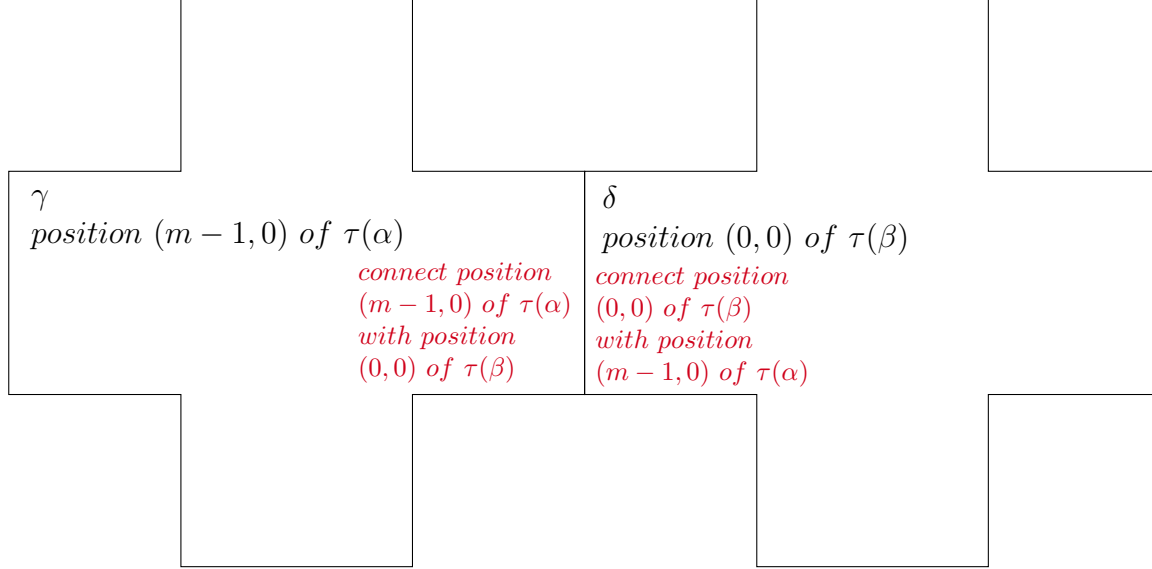 γ
position (m − 1, 0) of τ(α)
connect position
(m − 1, 0) of τ(α)
with position
(0, 0) of τ(β)
δ
position (0, 0) of τ(β)
connect position
(0, 0) of τ(β)
with position
(m − 1, 0) of τ(α)